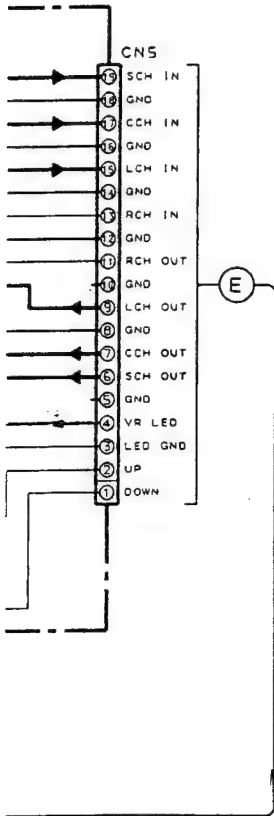 CN5
19 SCH IN
18 GND
17 CCH IN
16 GND
15 LCH IN
14 GND
13 RCH IN
12 GND
11 RCH OUT
10 GND
9 LCH OUT
8 GND
7 CCH OUT
6 SCH OUT
5 GND
4 VR LED
3 LED GND
2 UP
1 DOWN
E